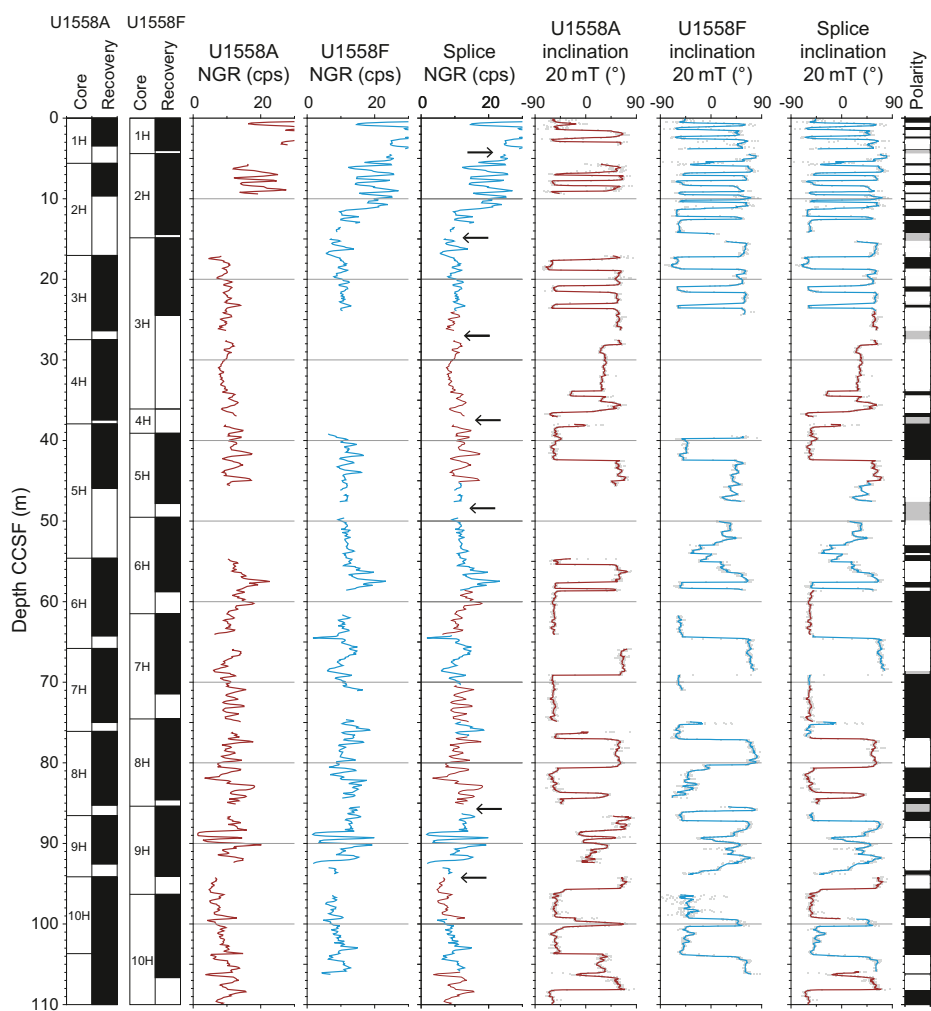 U1558A U1558F
Core Recovery Core Recovery
U1558A NGR (cps)
U1558F NGR (cps)
Splice NGR (cps)
U1558A inclination 20 mT (°)
U1558F inclination 20 mT (°)
Splice inclination 20 mT (°)
Polarity
0 20 0 20 0 20 -90 0 90 -90 0 90 -90 0 90
Depth CCSF (m)
0
10
20
30
40
50
60
70
80
90
100
110
1H
2H
3H
4H
5H
6H
7H
8H
9H
10H
1H
2H
3H
4H
5H
6H
7H
8H
9H
10H